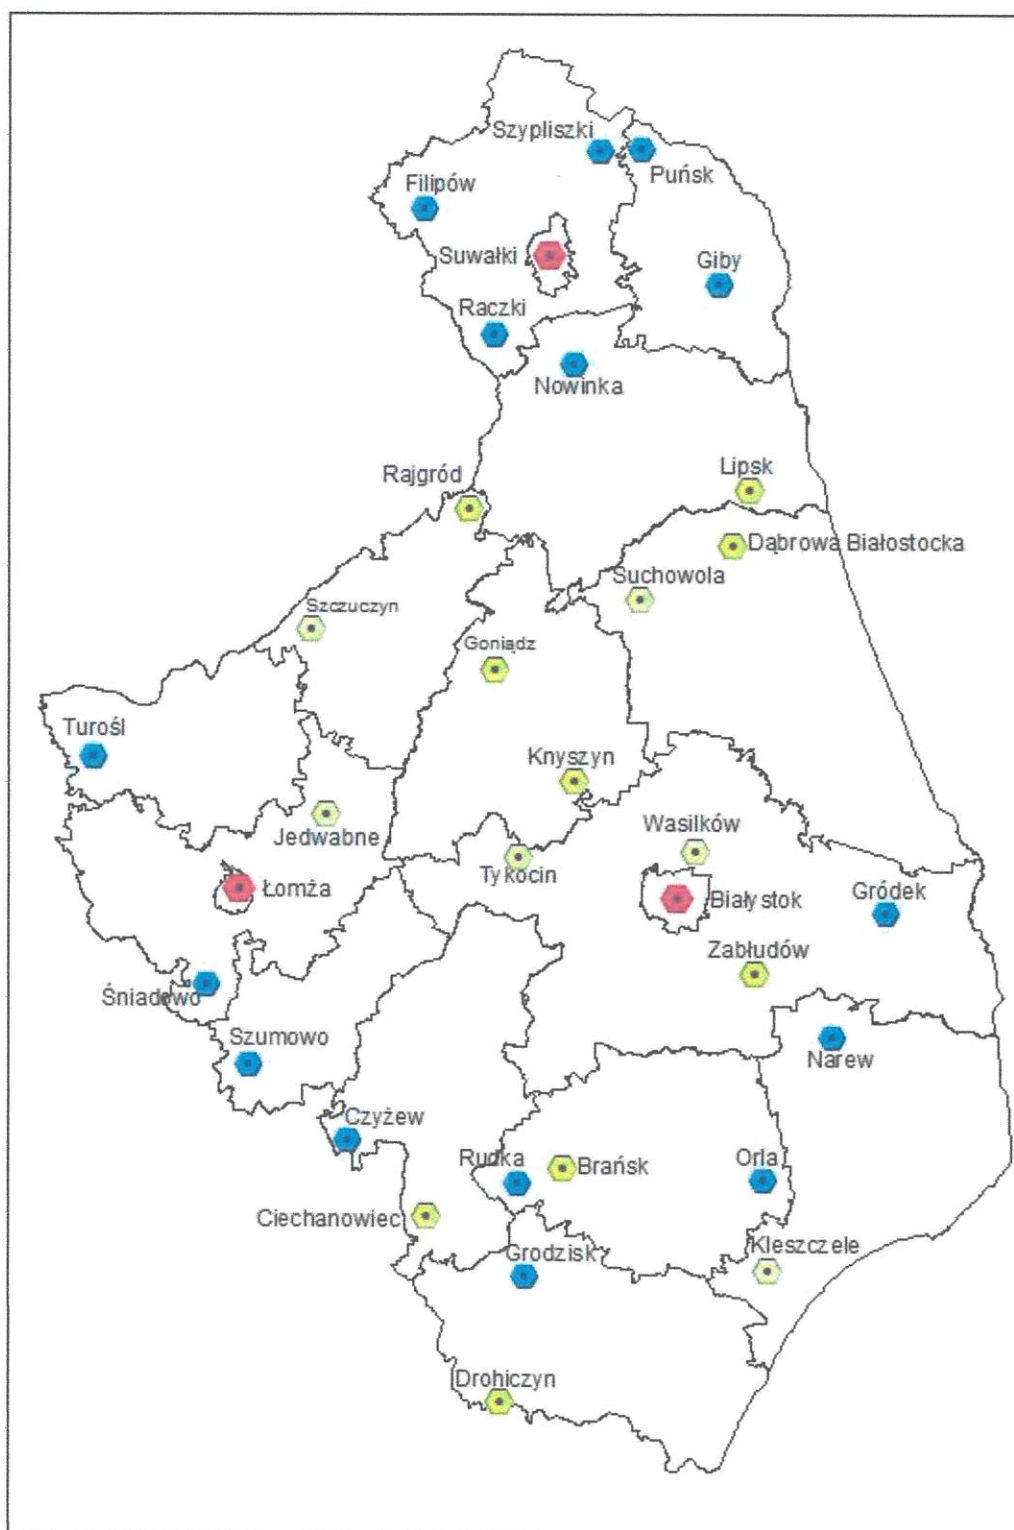 Szypliszki
Puńsk
Filipów
Suwałki
Giby
Raczki
Nowinka
Rajgród
Lipsk
Dąbrowa Białostocka
Suchowola
Szczuczyn
Goniądz
Turośl
Knyszyn
Jedwabne
Wasilków
Tykocin
Łomża
Białystok
Gródek
Zabłudów
Śniadowo
Szumowo
Narew
Czyżew
Rudka
Brańsk
Orla
Ciechanowiec
Kleszczele
Grodzisk
Drohiczyn